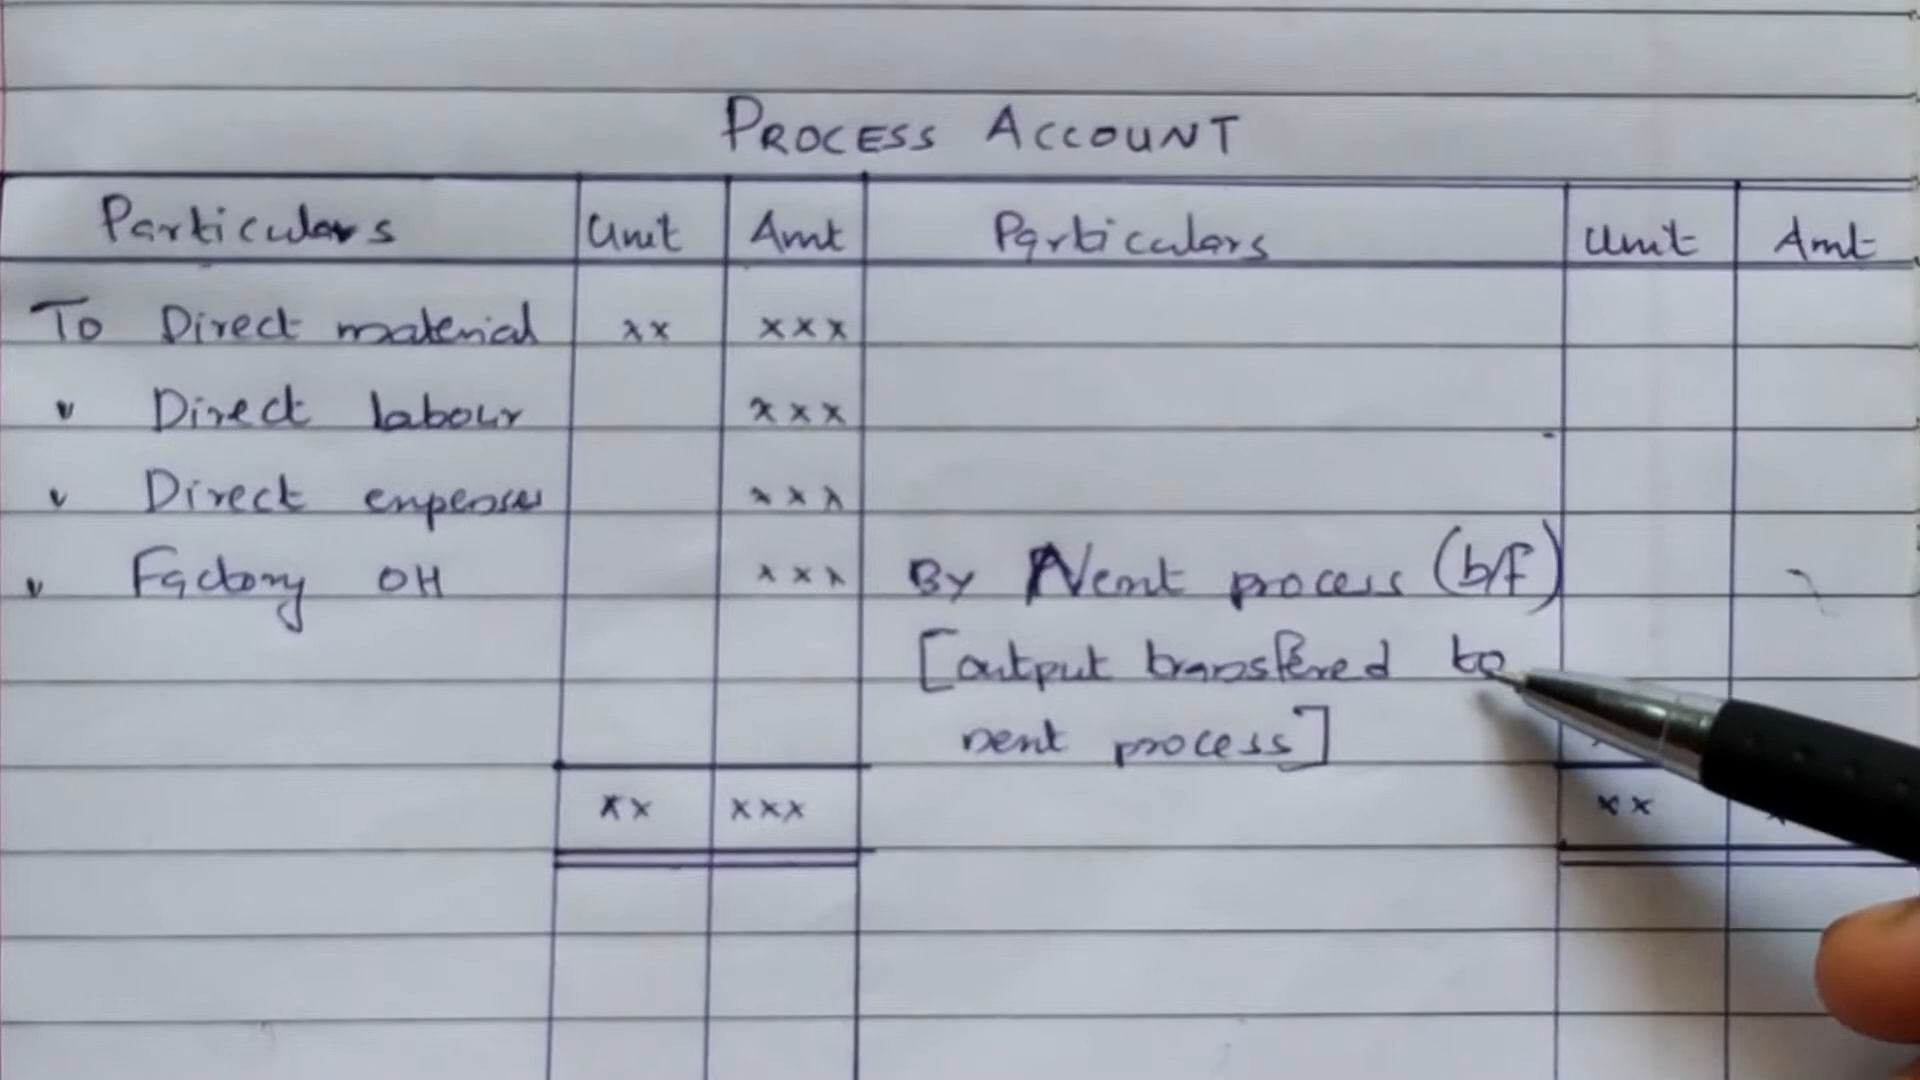 PROCESS ACCOUNT
Particulars Unit Amt Particulars Unit Amt
To Direct material xx xxx
" Direct labour xxx
" Direct expenses xxx
" Factory OH xxx By Next process (b/f)
[output transfered to
next process]
xx xxx xx